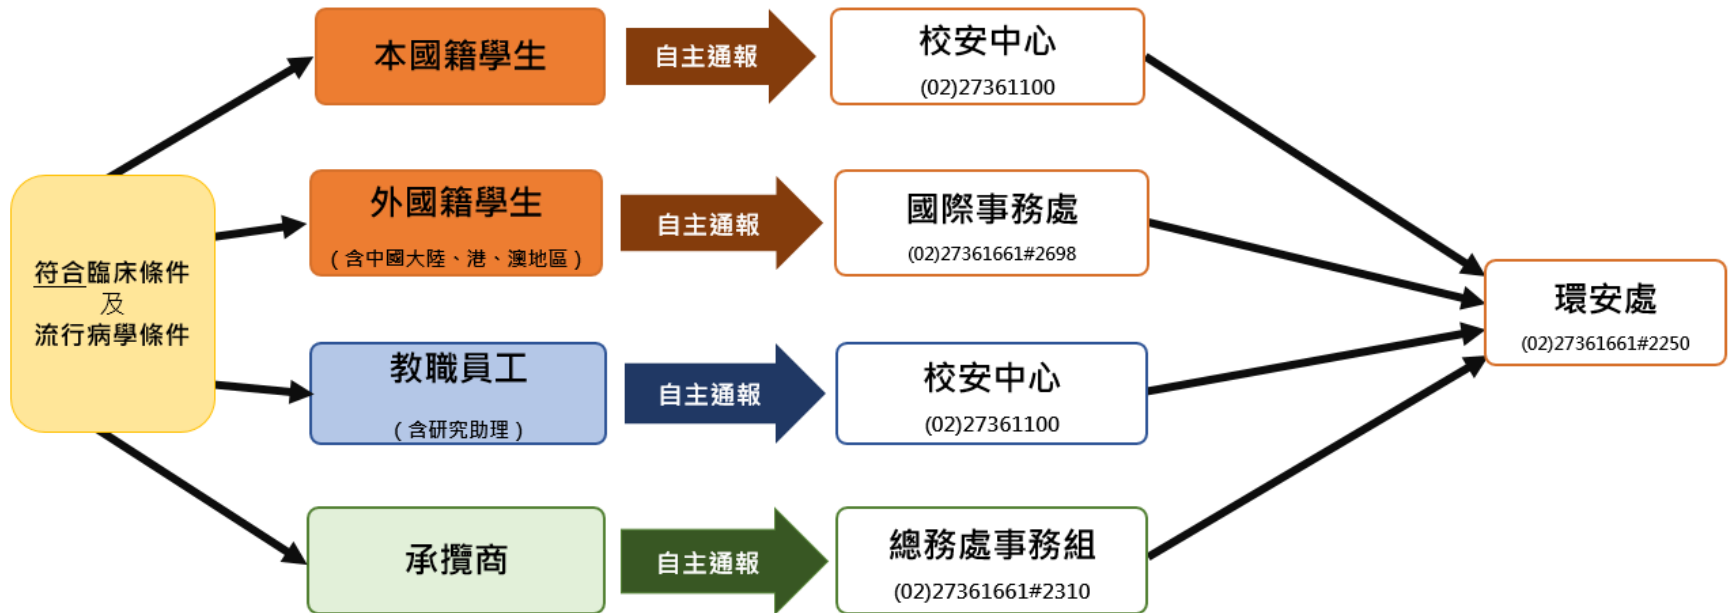 符合臨床條件
及
流行病學條件
本國籍學生
自主通報
校安中心
(02)27361100
外國籍學生
(含中國大陸、港、澳地區)
自主通報
國際事務處
(02)27361661#2698
教職員工
(含研究助理)
自主通報
校安中心
(02)27361100
承攬商
自主通報
總務處事務組
(02)27361661#2310
環安處
(02)27361661#2250